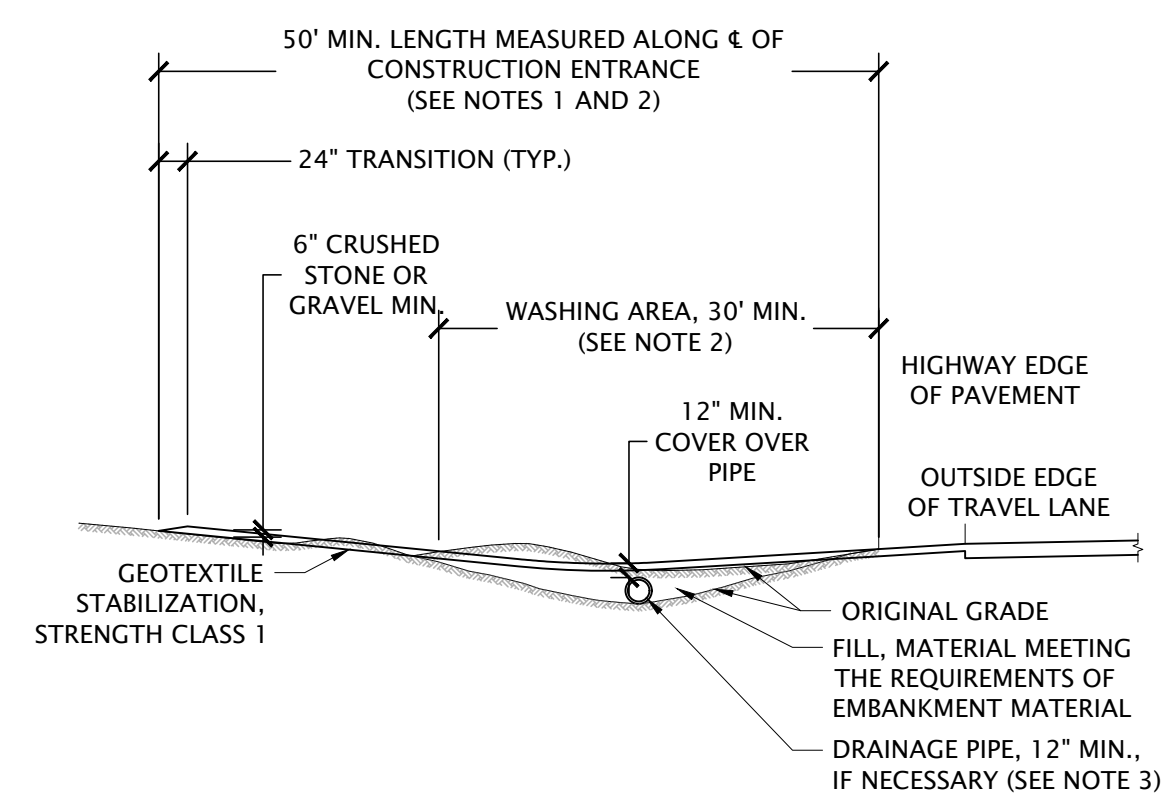 50' MIN. LENGTH MEASURED ALONG ℄ OF
CONSTRUCTION ENTRANCE
(SEE NOTES 1 AND 2)
24" TRANSITION (TYP.)
6" CRUSHED
STONE OR
GRAVEL MIN.
WASHING AREA, 30' MIN.
(SEE NOTE 2)
HIGHWAY EDGE
OF PAVEMENT
12" MIN.
COVER OVER
PIPE
OUTSIDE EDGE
OF TRAVEL LANE
GEOTEXTILE
STABILIZATION,
STRENGTH CLASS 1
ORIGINAL GRADE
FILL, MATERIAL MEETING
THE REQUIREMENTS OF
EMBANKMENT MATERIAL
DRAINAGE PIPE, 12" MIN.,
IF NECESSARY (SEE NOTE 3)